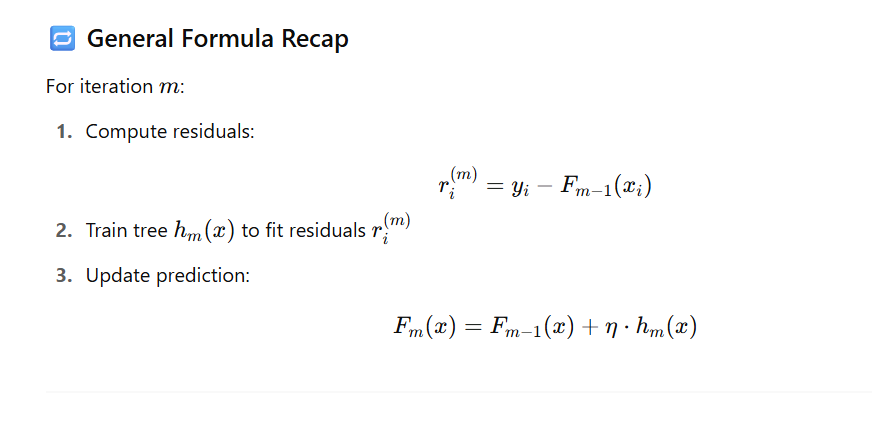 🔁 General Formula Recap
For iteration m:
1. Compute residuals:
r_i^{(m)} = y_i − F_{m−1}(x_i)
2. Train tree h_m(x) to fit residuals r_i^{(m)}
3. Update prediction:
F_m(x) = F_{m−1}(x) + η · h_m(x)